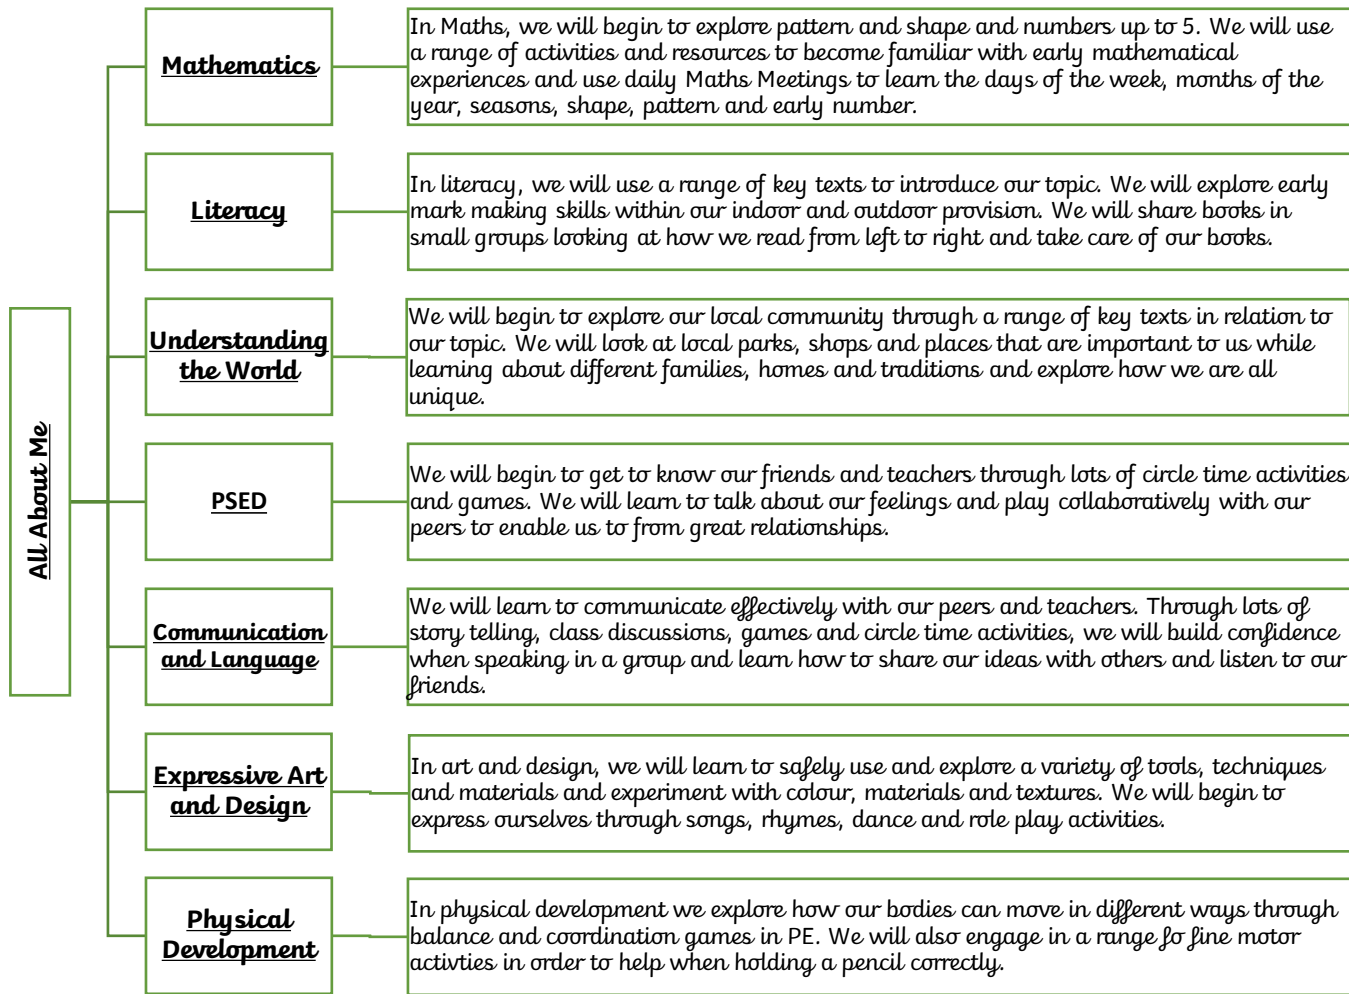 All About Me
Mathematics
In Maths, we will begin to explore pattern and shape and numbers up to 5. We will use
a range of activities and resources to become familiar with early mathematical
experiences and use daily Maths Meetings to learn the days of the week, months of the
year, seasons, shape, pattern and early number.
Literacy
In literacy, we will use a range of key texts to introduce our topic. We will explore early
mark making skills within our indoor and outdoor provision. We will share books in
small groups looking at how we read from left to right and take care of our books.
Understanding
the World
We will begin to explore our local community through a range of key texts in relation to
our topic. We will look at local parks, shops and places that are important to us while
learning about different families, homes and traditions and explore how we are all
unique.
PSED
We will begin to get to know our friends and teachers through lots of circle time activities
and games. We will learn to talk about our feelings and play collaboratively with our
peers to enable us to from great relationships.
Communication
and Language
We will learn to communicate effectively with our peers and teachers. Through lots of
story telling, class discussions, games and circle time activities, we will build confidence
when speaking in a group and learn how to share our ideas with others and listen to our
friends.
Expressive Art
and Design
In art and design, we will learn to safely use and explore a variety of tools, techniques
and materials and experiment with colour, materials and textures. We will begin to
express ourselves through songs, rhymes, dance and role play activities.
Physical
Development
In physical development we explore how our bodies can move in different ways through
balance and coordination games in PE. We will also engage in a range fo fine motor
activties in order to help when holding a pencil correctly.